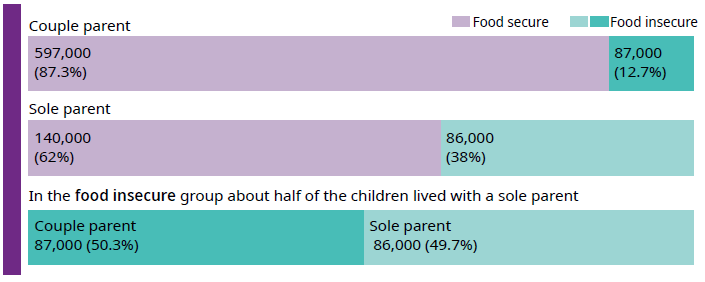 Couple parent
Food secure
Food insecure
597,000
(87.3%)
87,000
(12.7%)
Sole parent
140,000
(62%)
86,000
(38%)
In the food insecure group about half of the children lived with a sole parent
Couple parent
87,000 (50.3%)
Sole parent
86,000 (49.7%)